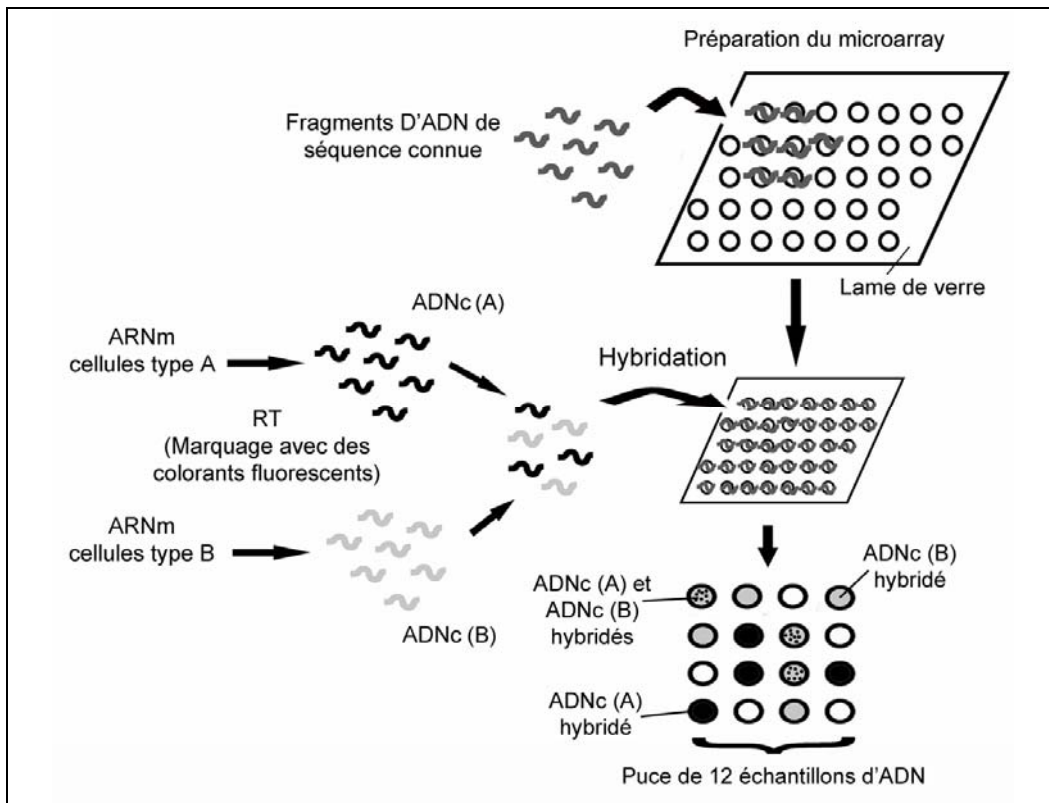 Préparation du microarray
Fragments D'ADN de
séquence connue
Lame de verre
ADNc (A)
ARNm
cellules type A
Hybridation
RT
(Marquage avec des
colorants fluorescents)
ARNm
cellules type B
ADNc (B)
ADNc (B)
hybridé
ADNc (A) et
ADNc (B)
hybridés
ADNc (A)
hybridé
Puce de 12 échantillons d'ADN